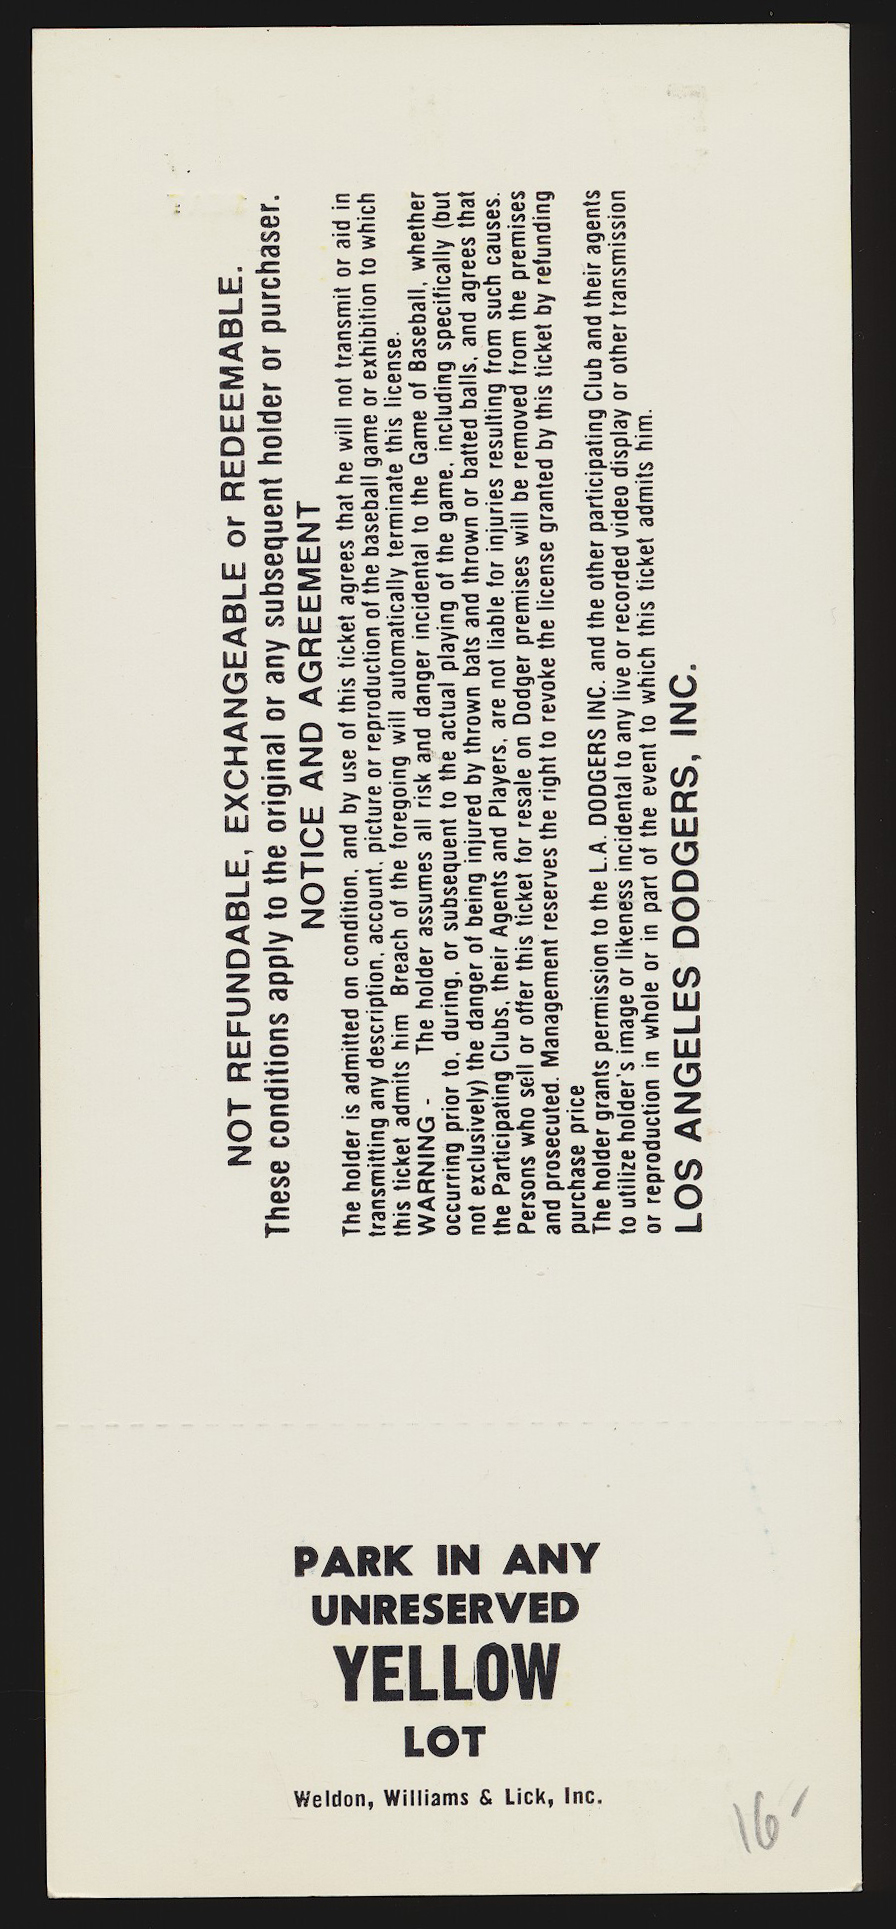 NOT REFUNDABLE, EXCHANGEABLE or REDEEMABLE.
These conditions apply to the original or any subsequent holder or purchaser.
NOTICE AND AGREEMENT
The holder is admitted on condition, and by use of this ticket agrees that he will not transmit or aid in
transmitting any description, account, picture or reproduction of the baseball game or exhibition to which
this ticket admits him Breach of the foregoing will automatically terminate this license.
WARNING - The holder assumes all risk and danger incidental to the Game of Baseball, whether
occurring prior to, during, or subsequent to the actual playing of the game, including specifically (but
not exclusively) the danger of being injured by thrown bats and thrown or batted balls, and agrees that
the Participating Clubs, their Agents and Players, are not liable for injuries resulting from such causes.
Persons who sell or offer this ticket for resale on Dodger premises will be removed from the premises
and prosecuted. Management reserves the right to revoke the license granted by this ticket by refunding
purchase price
The holder grants permission to the L.A. DODGERS INC. and the other participating Club and their agents
to utilize holder's image or likeness incidental to any live or recorded video display or other transmission
or reproduction in whole or in part of the event to which this ticket admits him.
LOS ANGELES DODGERS, INC.
PARK IN ANY
UNRESERVED
YELLOW
LOT
Weldon, Williams & Lick, Inc.
16-